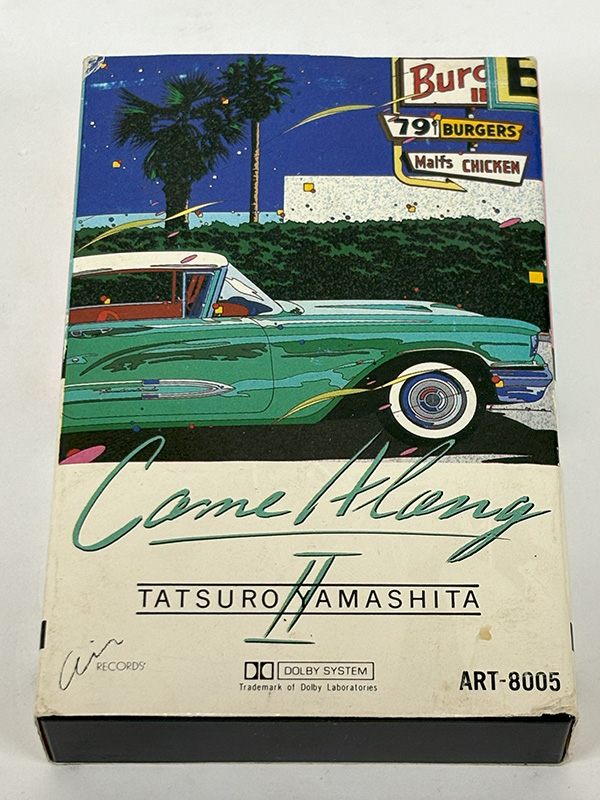 Burg
E
79¢ BURGERS
Malts CHICKEN
Come Along
II
TATSURO YAMASHITA
air RECORDS
DOLBY SYSTEM
Trademark of Dolby Laboratories
ART-8005